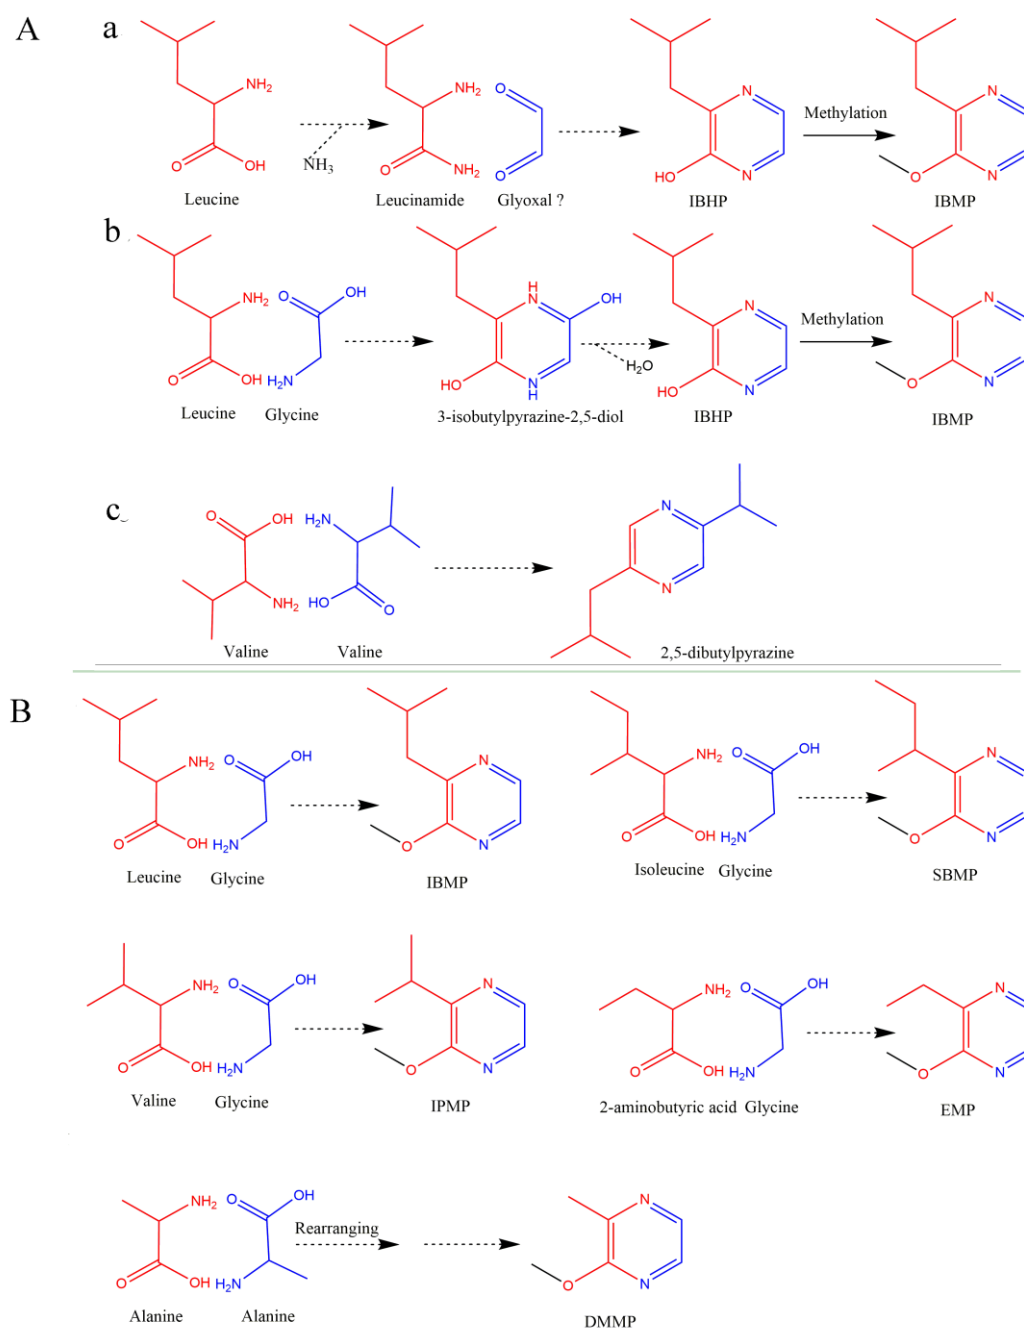 A
a
NH₂
O
OH
Leucine
NH₃
NH₂
O
NH₂
Leucinamide
O
O
Glyoxal ?
N
HO
N
IBHP
Methylation
N
O
N
IBMP
b
NH₂
O
OH
Leucine
O
OH
H₂N
Glycine
H
N
OH
HO
N
H
3-isobutylpyrazine-2,5-diol
H₂O
N
HO
N
IBHP
Methylation
N
O
N
IBMP
c
O
OH
NH₂
Valine
H₂N
HO
O
Valine
N
N
2,5-dibutylpyrazine
B
NH₂
O
OH
Leucine
O
OH
H₂N
Glycine
N
O
N
IBMP
NH₂
O
OH
Isoleucine
O
OH
H₂N
Glycine
N
O
N
SBMP
NH₂
O
OH
Valine
O
OH
H₂N
Glycine
N
O
N
IPMP
NH₂
O
OH
2-aminobutyric acid
O
OH
H₂N
Glycine
N
O
N
EMP
NH₂
O
OH
Alanine
O
OH
H₂N
Alanine
Rearranging
N
O
N
DMMP